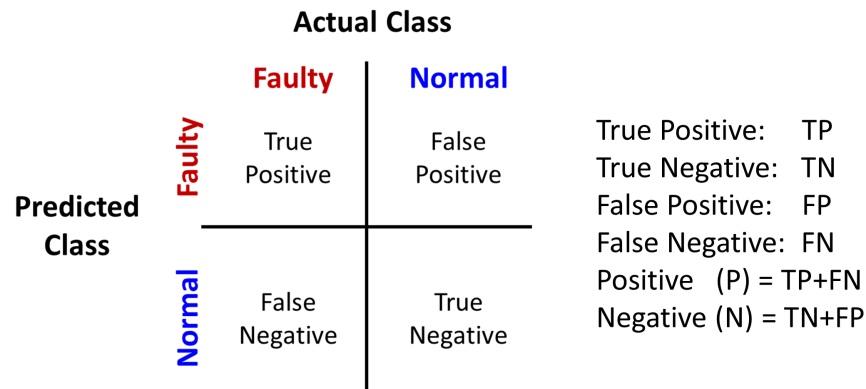 Actual Class
Faulty Normal
Faulty
True
Positive
False
Positive
Predicted
Class
Normal
False
Negative
True
Negative
True Positive: TP
True Negative: TN
False Positive: FP
False Negative: FN
Positive (P) = TP+FN
Negative (N) = TN+FP